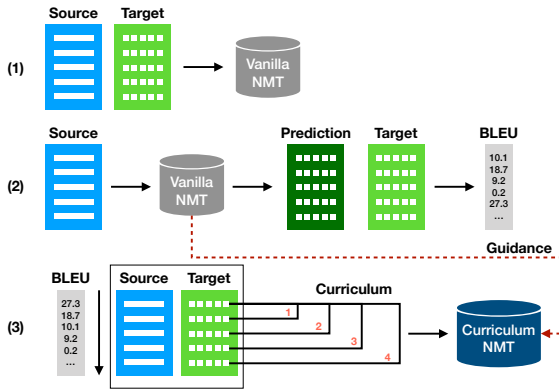 Source Target
(1)
Vanilla
NMT
Source
Prediction Target BLEU
(2)
Vanilla
NMT
10.1
18.7
9.2
0.2
27.3
...
Guidance
BLEU
Source Target
Curriculum
(3)
27.3
18.7
10.1
9.2
0.2
...
1
2
3
4
Curriculum
NMT